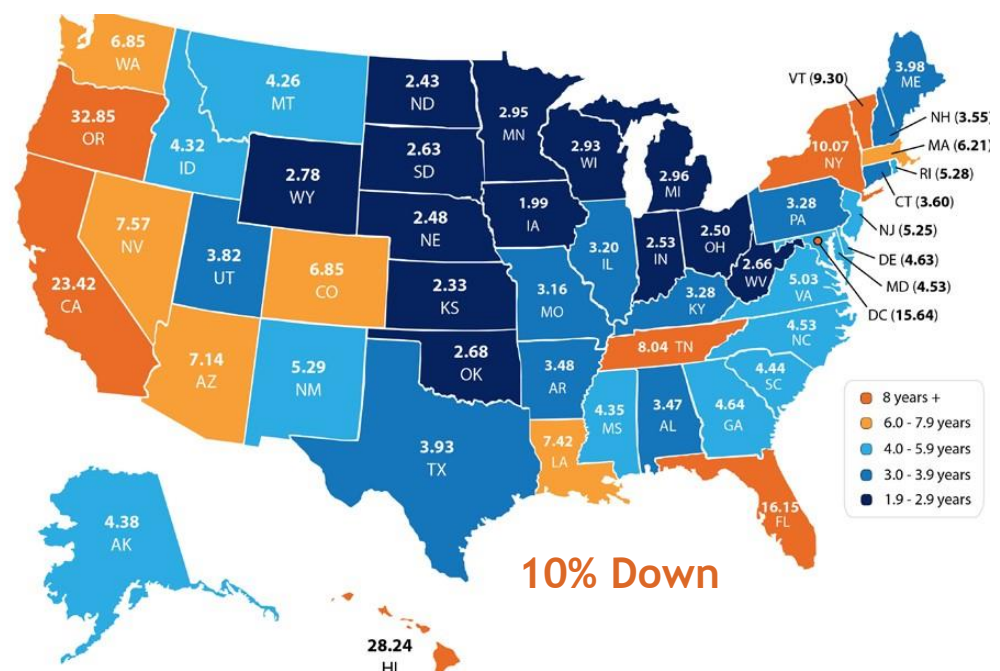 6.85
WA
32.85
OR
23.42
CA
7.57
NV
4.32
ID
4.26
MT
2.78
WY
3.82
UT
6.85
CO
7.14
AZ
5.29
NM
2.43
ND
2.63
SD
2.48
NE
2.33
KS
2.68
OK
3.93
TX
2.95
MN
1.99
IA
3.16
MO
3.48
AR
7.42
LA
2.93
WI
3.20
IL
2.96
MI
2.53
IN
2.50
OH
3.28
KY
8.04 TN
4.35
MS
3.47
AL
4.64
GA
16.15
FL
4.44
SC
4.53
NC
5.03
VA
2.66
WV
3.28
PA
10.07
NY
3.98
ME
VT (9.30)
NH (3.55)
MA (6.21)
RI (5.28)
CT (3.60)
NJ (5.25)
DE (4.63)
MD (4.53)
DC (15.64)
8 years +
6.0 - 7.9 years
4.0 - 5.9 years
3.0 - 3.9 years
1.9 - 2.9 years
4.38
AK
28.24
HI
10% Down